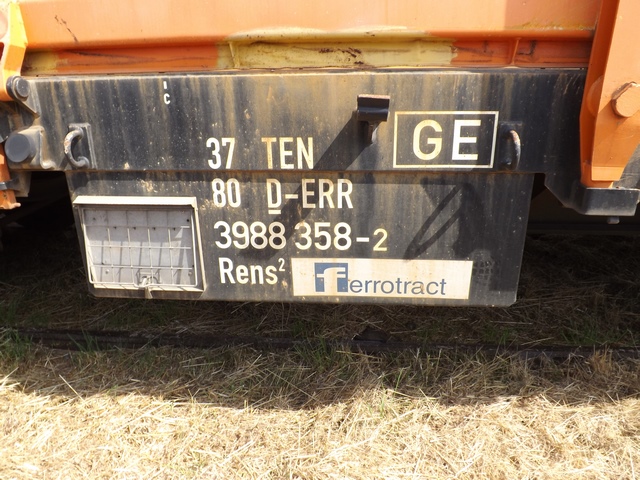 37 TEN
GE
80 D-ERR
3988 358-2
Rens²
ferrotract